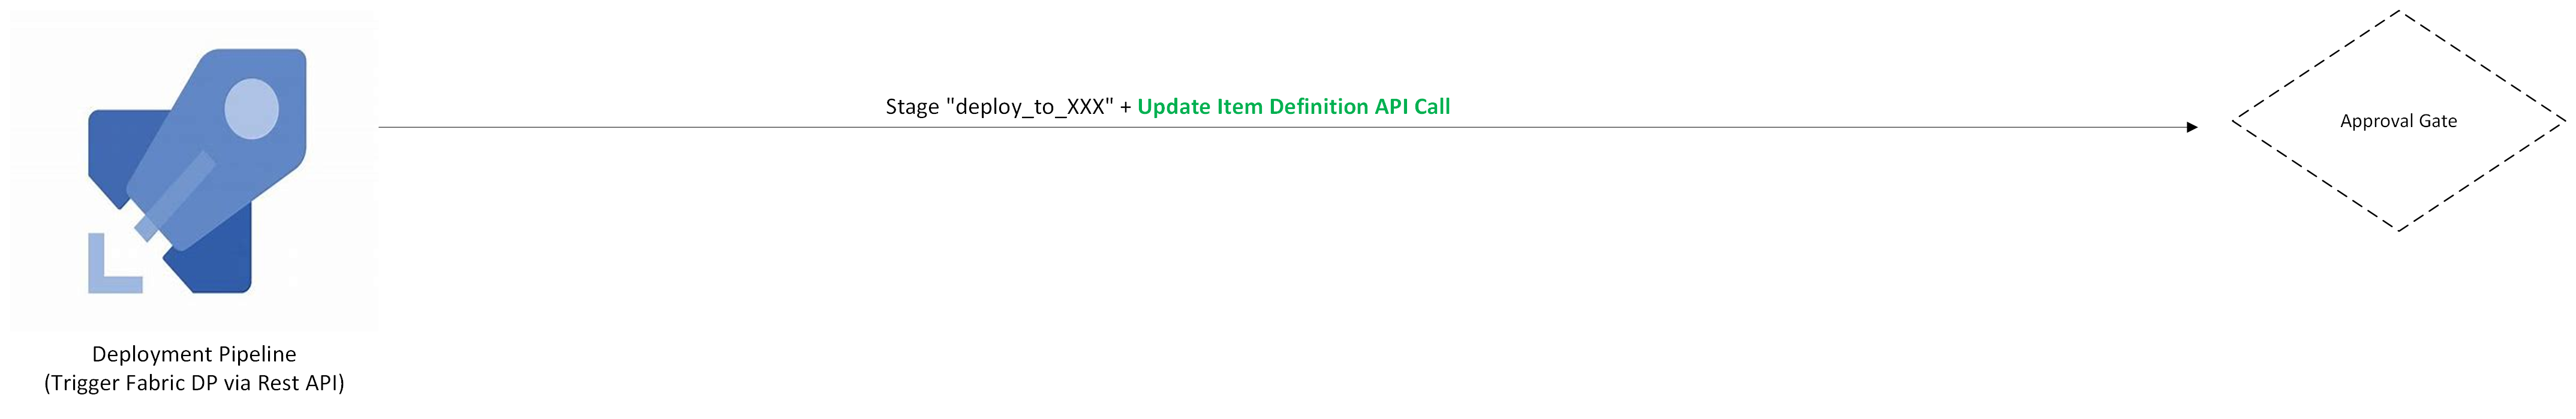 Stage "deploy_to_XXX" + Update Item Definition API Call
Approval Gate
Deployment Pipeline
(Trigger Fabric DP via Rest API)